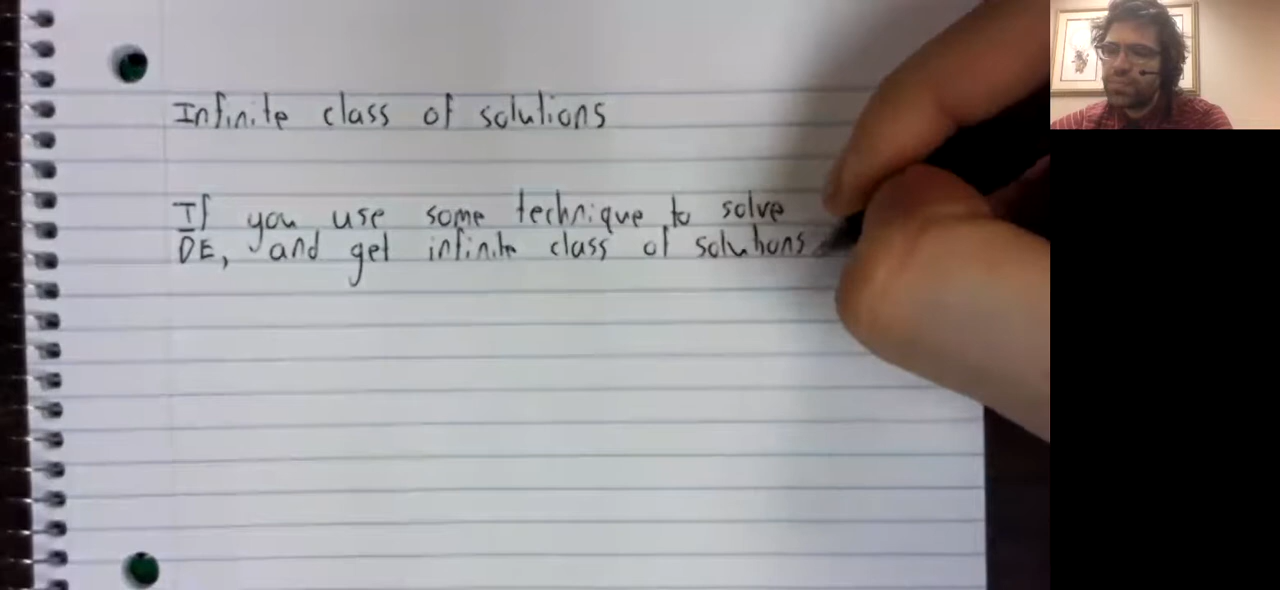 Infinite class of solutions
If you use some technique to solve
DE, and get infinite class of solutions